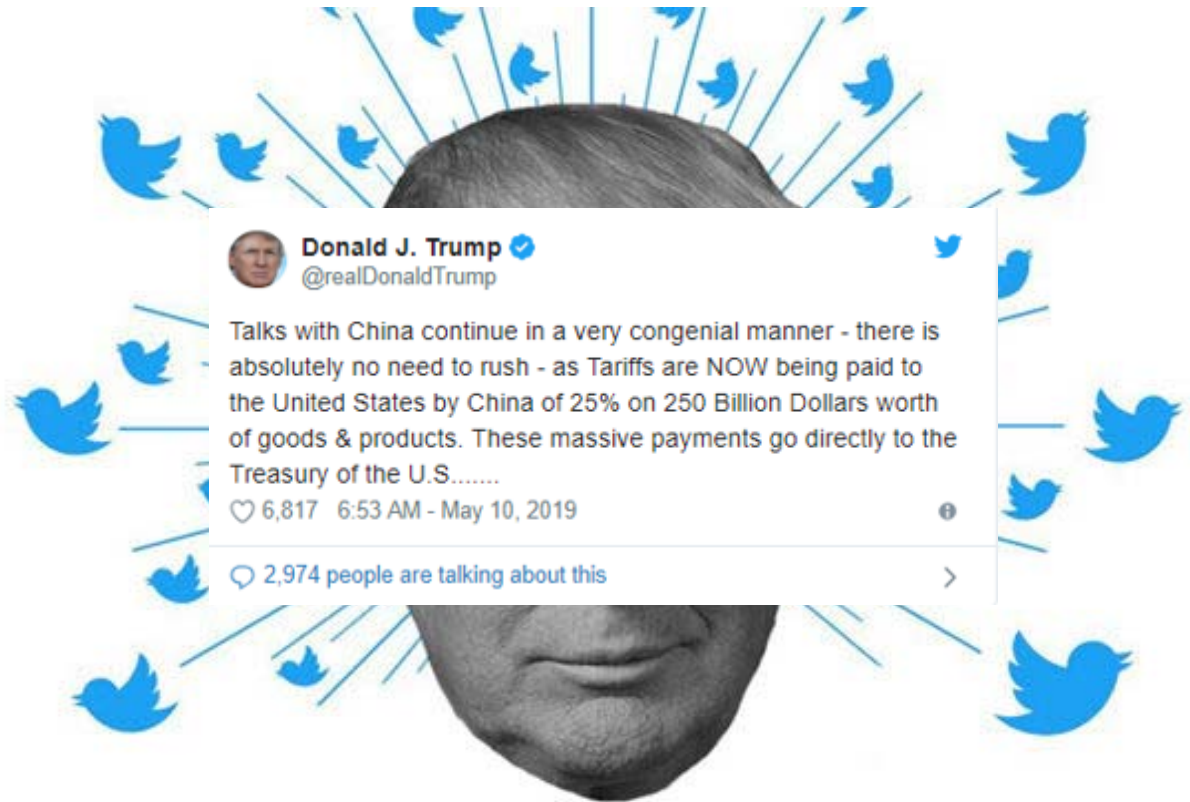 Donald J. Trump
@realDonaldTrump
Talks with China continue in a very congenial manner - there is
absolutely no need to rush - as Tariffs are NOW being paid to
the United States by China of 25% on 250 Billion Dollars worth
of goods & products. These massive payments go directly to the
Treasury of the U.S.......
6,817 6:53 AM - May 10, 2019
2,974 people are talking about this